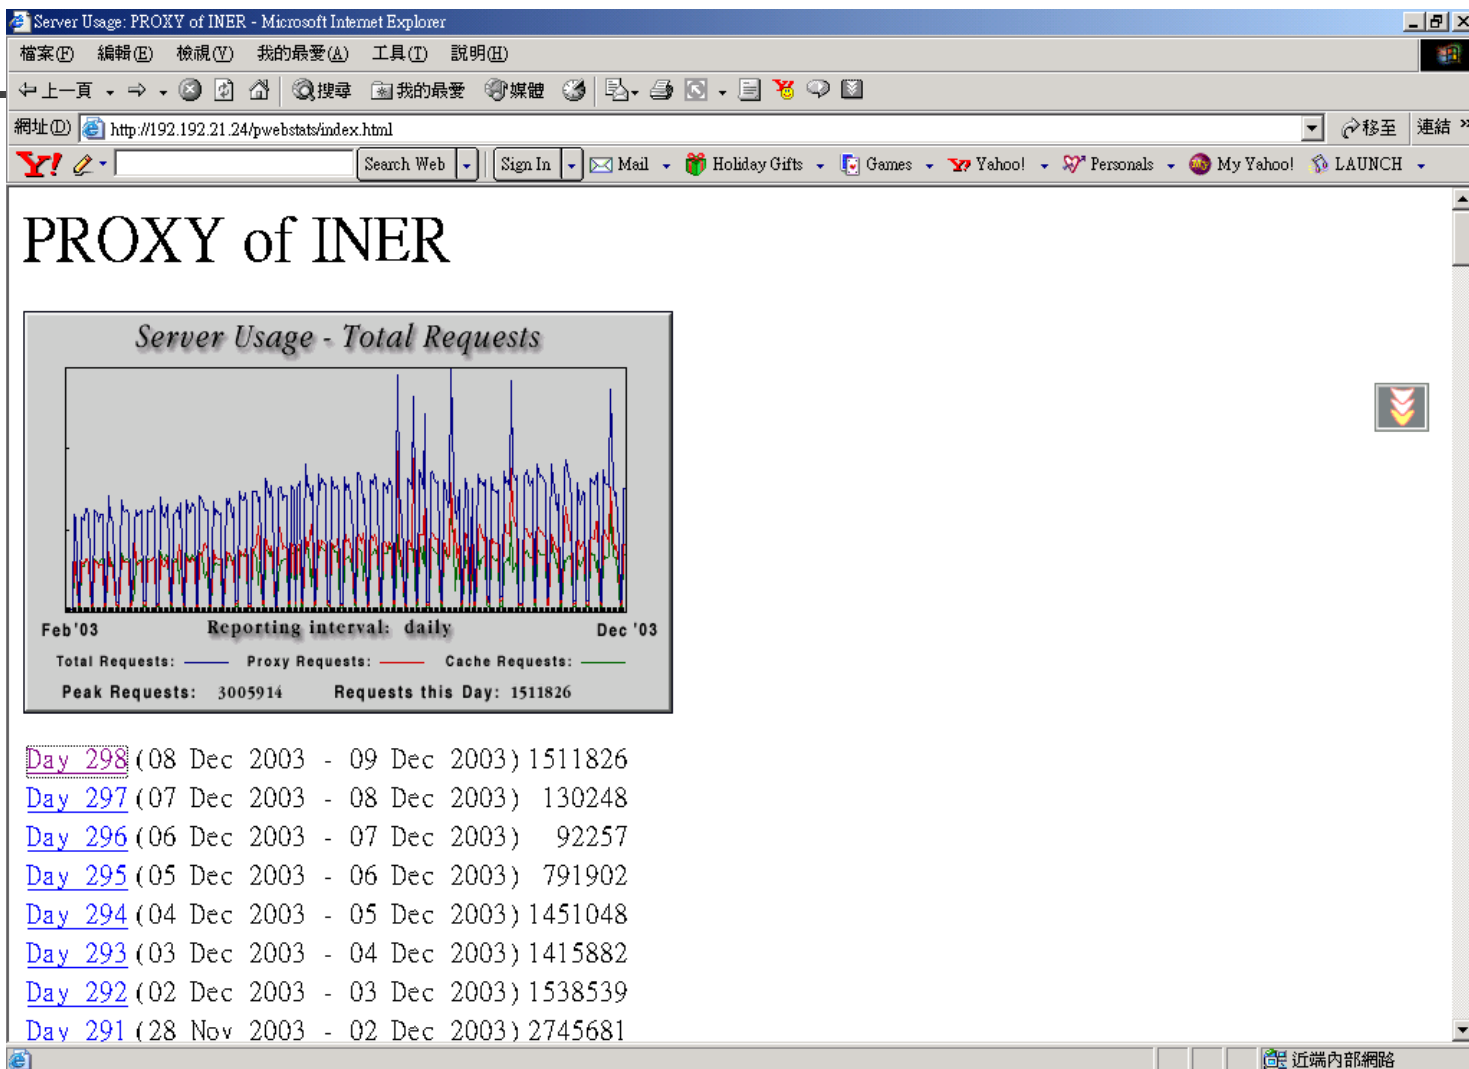 Server Usage: PROXY of INER - Microsoft Internet Explorer
檔案(F) 編輯(E) 檢視(V) 我的最愛(A) 工具(T) 說明(H)
上一頁 搜尋 我的最愛 媒體
網址(D) http://192.192.21.24/pwebstats/index.html 移至 連結 »
Y! Search Web Sign In Mail Holiday Gifts Games Yahoo! Personals My Yahoo! LAUNCH
PROXY of INER
Server Usage - Total Requests
Feb'03 Reporting interval: daily Dec '03
Total Requests: Proxy Requests: Cache Requests:
Peak Requests: 3005914 Requests this Day: 1511826
Day 298 (08 Dec 2003 - 09 Dec 2003) 1511826
Day 297 (07 Dec 2003 - 08 Dec 2003) 130248
Day 296 (06 Dec 2003 - 07 Dec 2003) 92257
Day 295 (05 Dec 2003 - 06 Dec 2003) 791902
Day 294 (04 Dec 2003 - 05 Dec 2003) 1451048
Day 293 (03 Dec 2003 - 04 Dec 2003) 1415882
Day 292 (02 Dec 2003 - 03 Dec 2003) 1538539
Day 291 (28 Nov 2003 - 02 Dec 2003) 2745681
近端內部網路